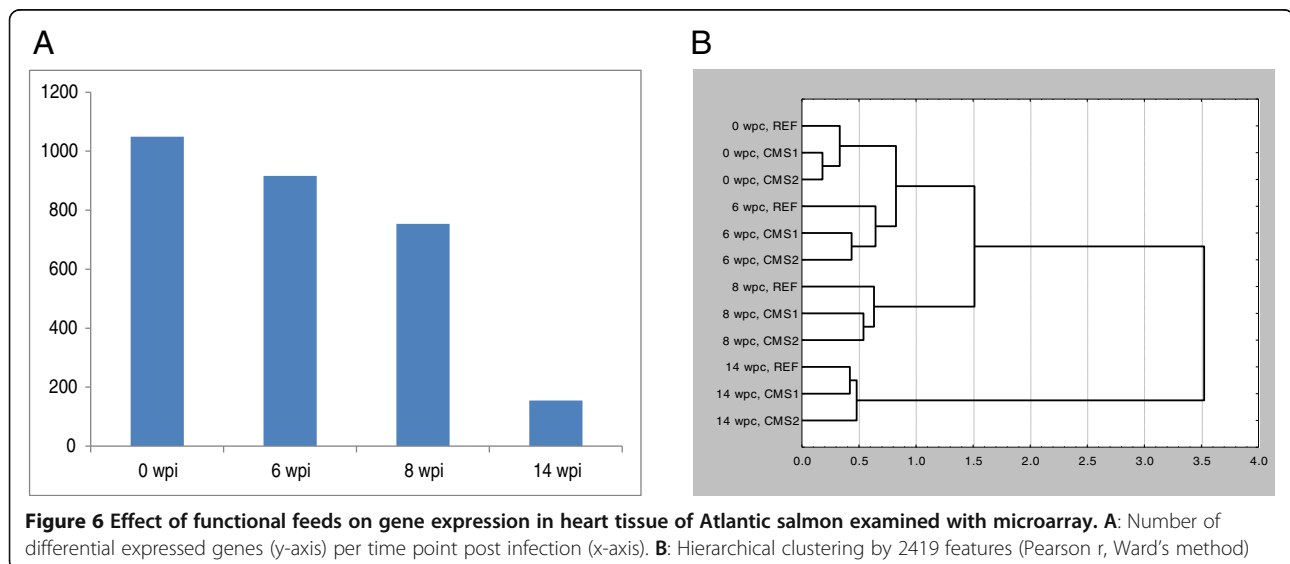 A
1200
1000
800
600
400
200
0
0 wpi 6 wpi 8 wpi 14 wpi
B
0 wpc, REF
0 wpc, CMS1
0 wpc, CMS2
6 wpc, REF
6 wpc, CMS1
6 wpc, CMS2
8 wpc, REF
8 wpc, CMS1
8 wpc, CMS2
14 wpc, REF
14 wpc, CMS1
14 wpc, CMS2
0.0 0.5 1.0 1.5 2.0 2.5 3.0 3.5 4.0
Figure 6 Effect of functional feeds on gene expression in heart tissue of Atlantic salmon examined with microarray. A: Number of
differential expressed genes (y-axis) per time point post infection (x-axis). B: Hierarchical clustering by 2419 features (Pearson r, Ward’s method)